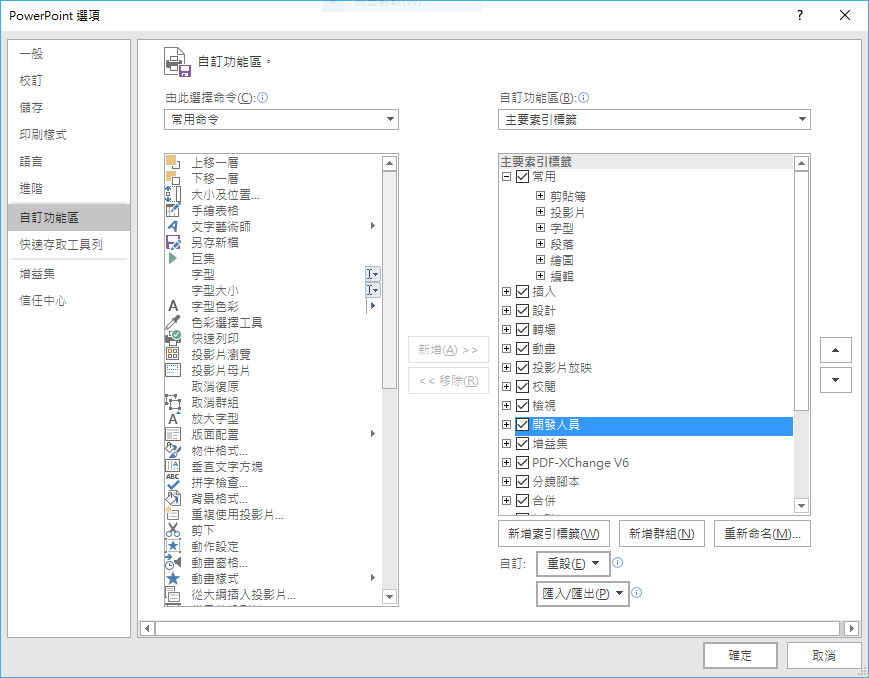 PowerPoint 選項
?
一般
校訂
儲存
印刷樣式
語言
進階
自訂功能區
快速存取工具列
增益集
信任中心
自訂功能區。
由此選擇命令(C):
常用命令
上移一層
下移一層
大小及位置...
手繪表格
文字藝術師
另存新檔
巨集
字型
字型大小
字型色彩
色彩選擇工具
快速列印
投影片瀏覽
投影片母片
取消復原
取消群組
放大字型
版面配置
物件格式...
垂直文字方塊
拼字檢查...
背景格式...
重複使用投影片...
剪下
動作設定
動畫窗格...
動畫樣式
從大綱插入投影片...
新增(A) >>
<< 移除(R)
自訂功能區(B):
主要索引標籤
主要索引標籤
常用
剪貼簿
投影片
字型
段落
繪圖
編輯
插入
設計
轉場
動畫
投影片放映
校閱
檢視
開發人員
增益集
PDF-XChange V6
分鏡腳本
合併
新增索引標籤(W)
新增群組(N)
重新命名(M)...
自訂:
重設(E)
匯入/匯出(P)
確定
取消